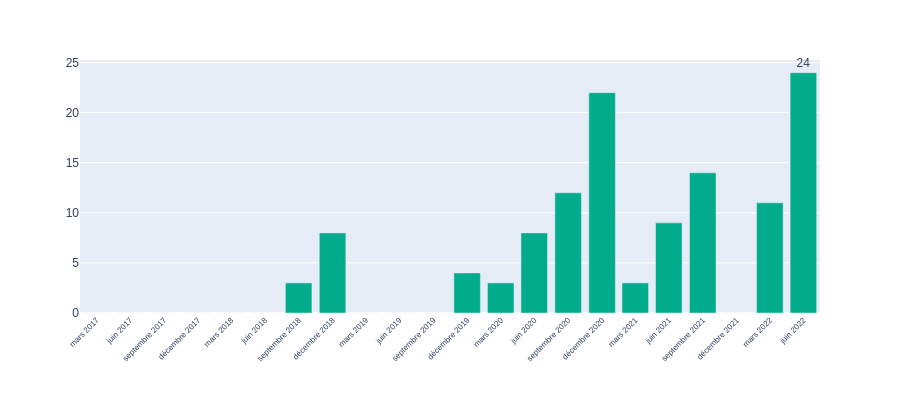 24
25
20
15
10
5
0
mars 2017
juin 2017
septembre 2017
décembre 2017
mars 2018
juin 2018
septembre 2018
décembre 2018
mars 2019
juin 2019
septembre 2019
décembre 2019
mars 2020
juin 2020
septembre 2020
décembre 2020
mars 2021
juin 2021
septembre 2021
décembre 2021
mars 2022
juin 2022